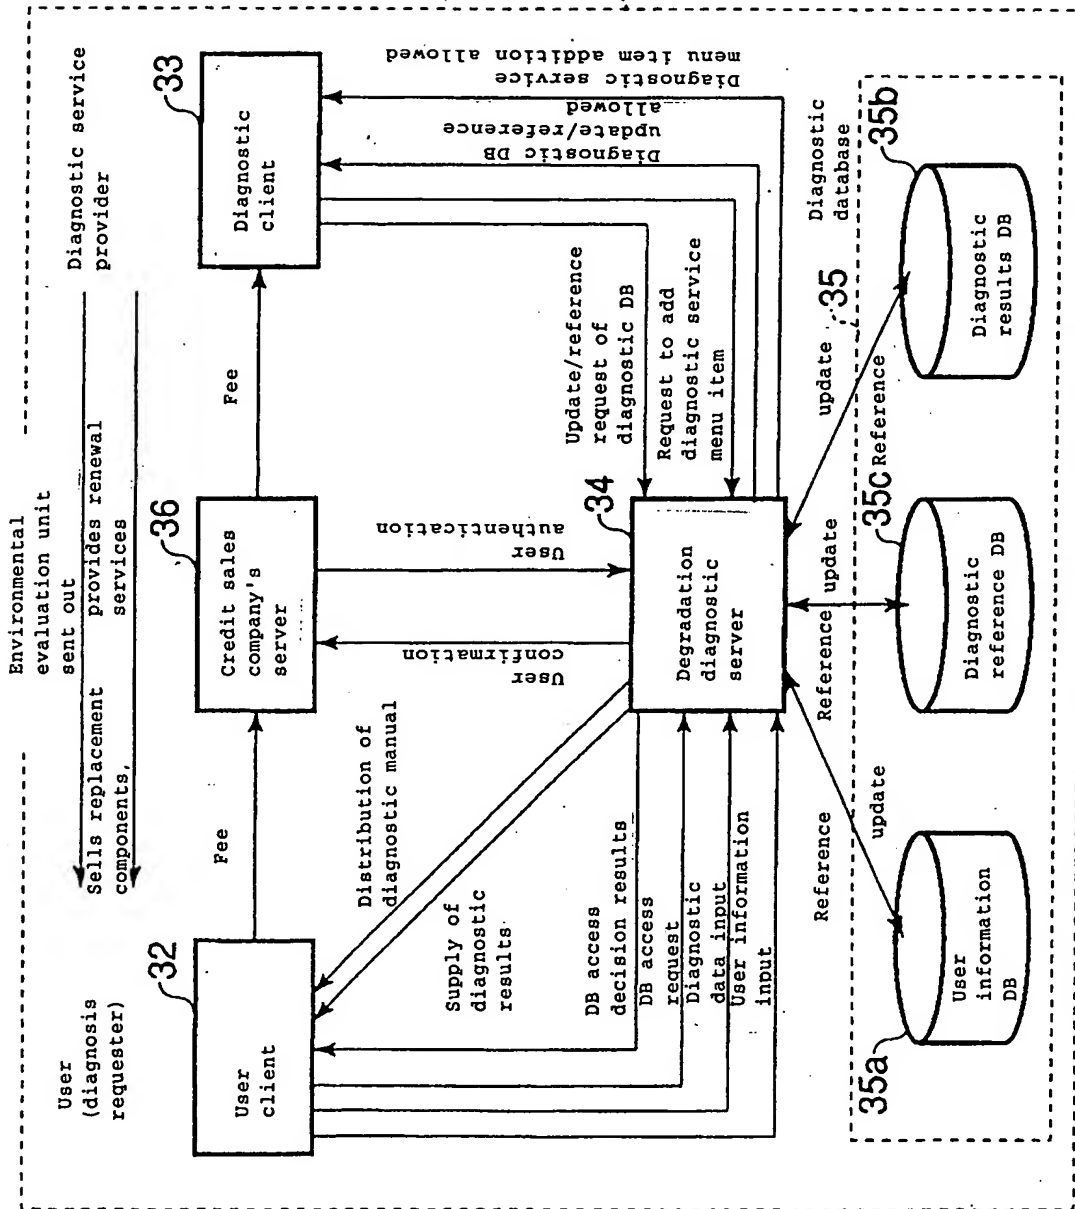 Environmental
evaluation unit
sent out
User
(diagnosis
requester)
Sells replacement
components,
provides renewal
services
Diagnostic service
provider
32
User
client
Fee
36
Credit sales
company's
server
Fee
33
Diagnostic
client
Distribution of
diagnostic manual
Supply of
diagnostic
results
User
confirmation
User
authentication
Update/reference
request of
diagnostic DB
Request to add
diagnostic service
menu item
Diagnostic DB
update/reference
allowed
Diagnostic service
menu item addition allowed
DB access
decision results
DB access
request
Diagnostic
data input
User information
input
34
Degradation
diagnostic
server
Reference
update
Reference
update
Reference
update
35
Diagnostic
database
35a
User
information
DB
35c
Diagnostic
reference DB
35b
Diagnostic
results DB